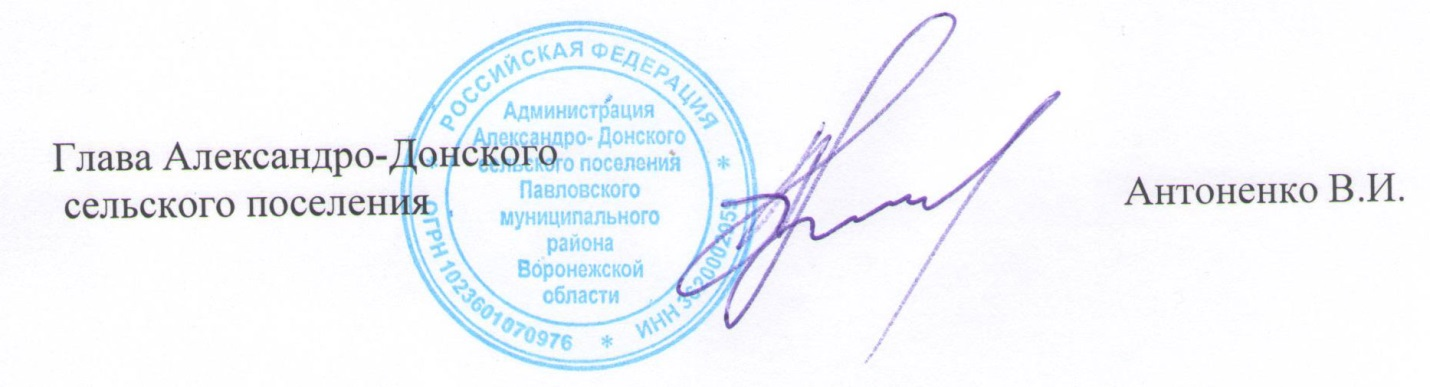 Глава Александро-Донского
сельского поселения
Антоненко В.И.
РОССИЙСКАЯ ФЕДЕРАЦИЯ
Администрация
Александро- Донского
сельского поселения
Павловского
муниципального
района
Воронежской
области
ОГРН 1023601070976 * ИНН *